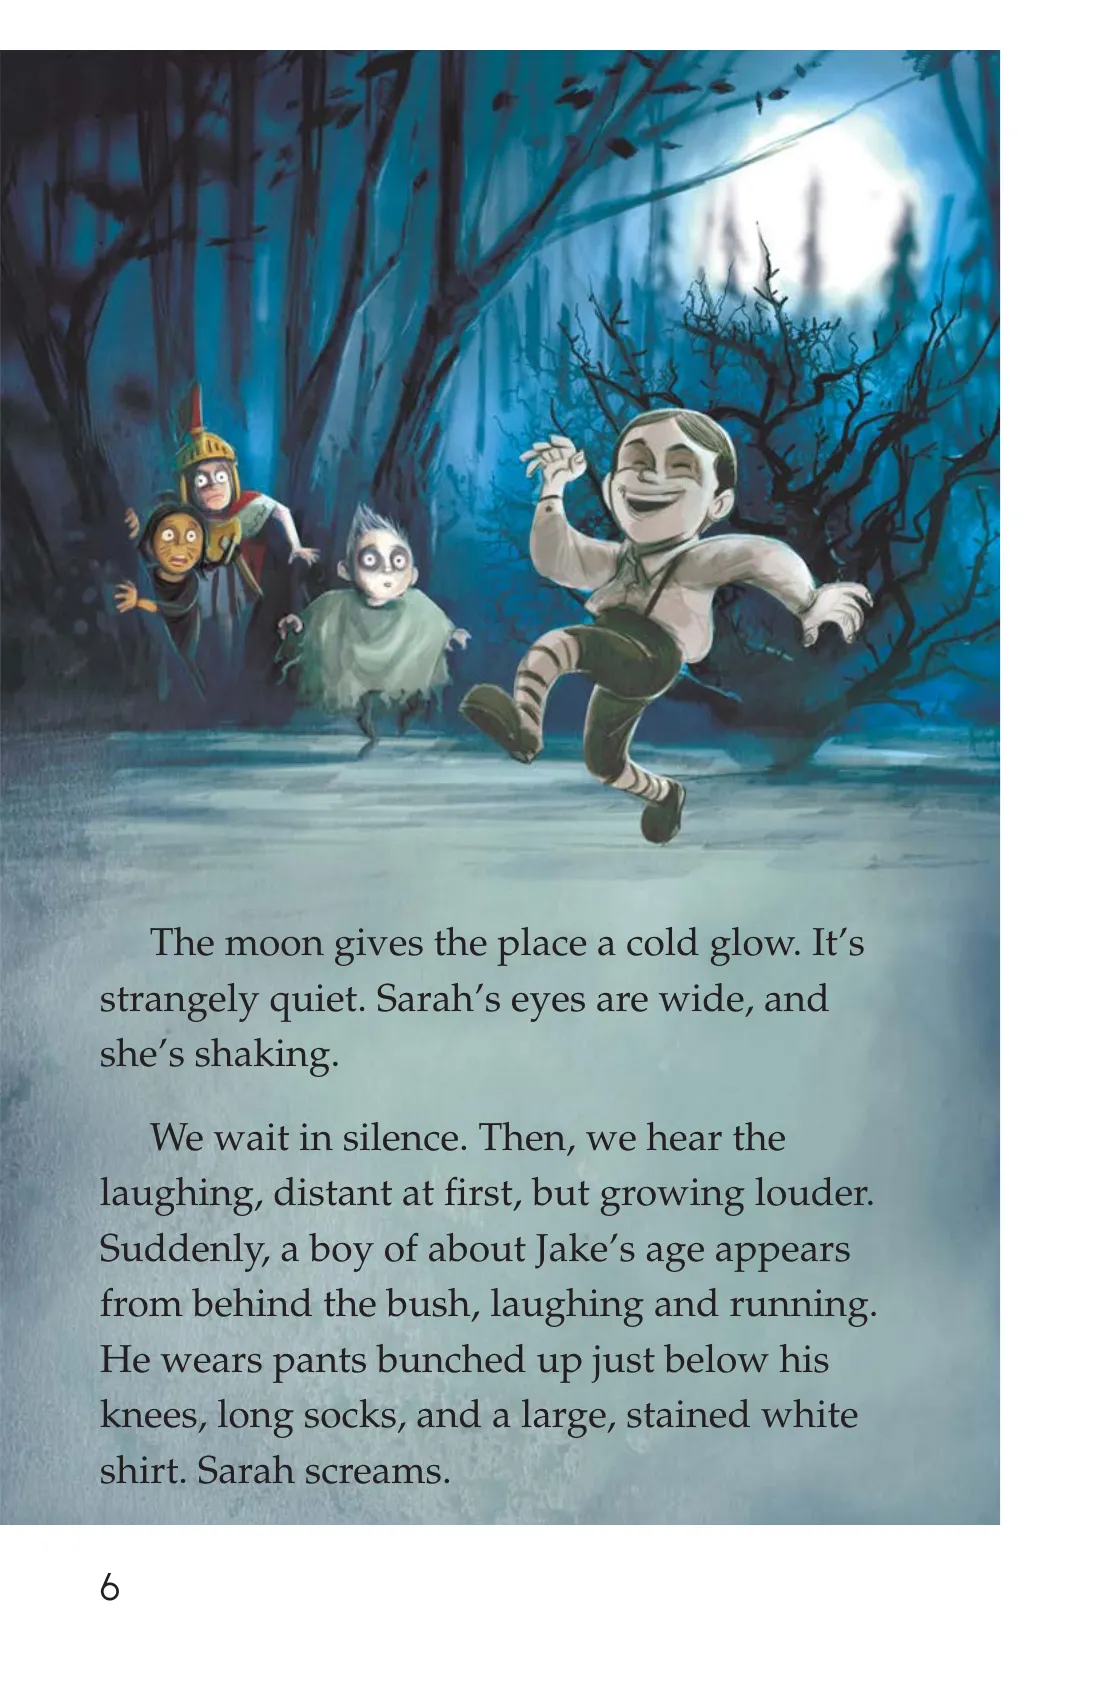 The moon gives the place a cold glow. It’s
strangely quiet. Sarah’s eyes are wide, and
she’s shaking.
We wait in silence. Then, we hear the
laughing, distant at first, but growing louder.
Suddenly, a boy of about Jake’s age appears
from behind the bush, laughing and running.
He wears pants bunched up just below his
knees, long socks, and a large, stained white
shirt. Sarah screams.
6